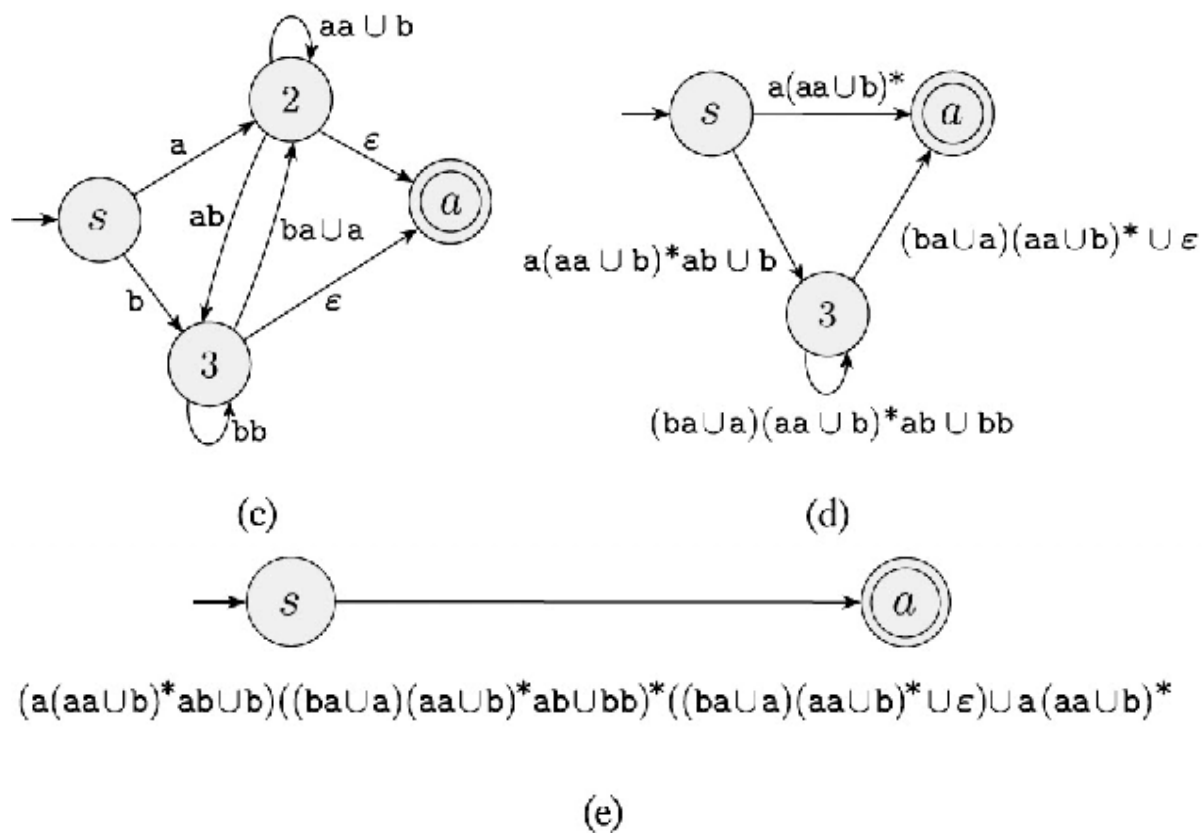 aa ∪ b
2
a
ε
s
ab
ba∪a
a
b
ε
3
bb
(c)
s
a(aa∪b)*
a
a(aa ∪ b)*ab ∪ b
(ba∪a)(aa∪b)* ∪ ε
3
(ba∪a)(aa ∪ b)*ab ∪ bb
(d)
s
a
(a(aa∪b)*ab∪b)((ba∪a)(aa∪b)*ab∪bb)*((ba∪a)(aa∪b)*∪ε)∪a(aa∪b)*
(e)